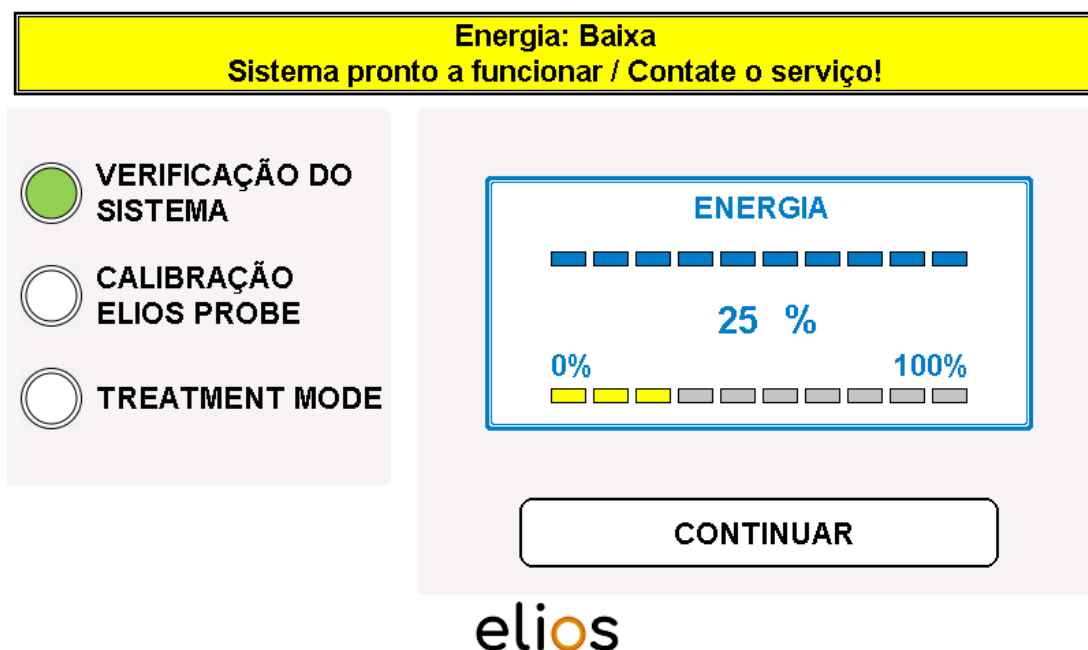 Energia: Baixa
Sistema pronto a funcionar / Contate o serviço!
VERIFICAÇÃO DO
SISTEMA
CALIBRAÇÃO
ELIOS PROBE
TREATMENT MODE
ENERGIA
25 %
0% 100%
CONTINUAR
elios